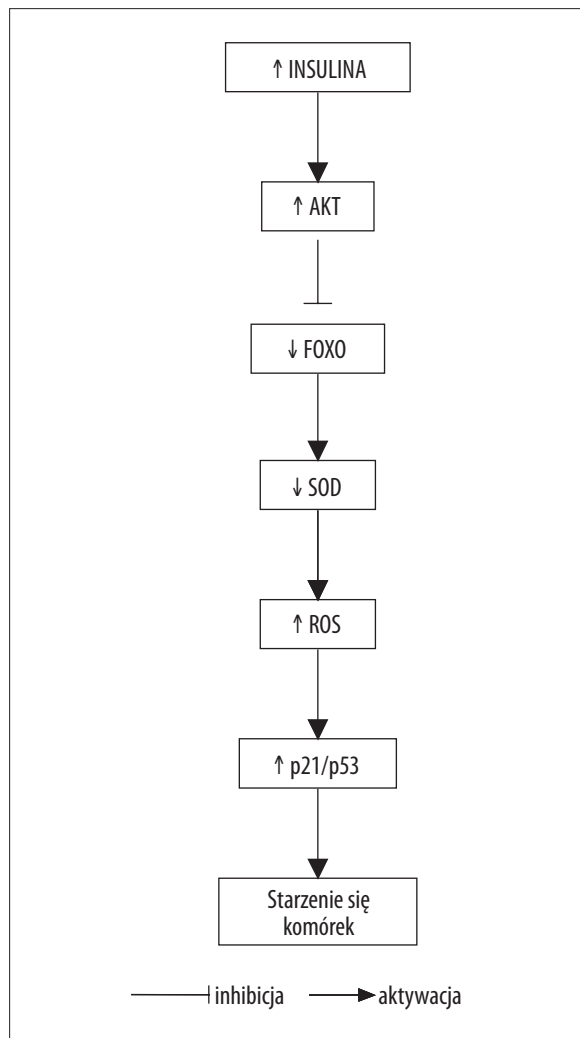 ↑ INSULINA
↑ AKT
↓ FOXO
↓ SOD
↑ ROS
↑ p21/p53
Starzenie się
komórek
inhibicja
aktywacja